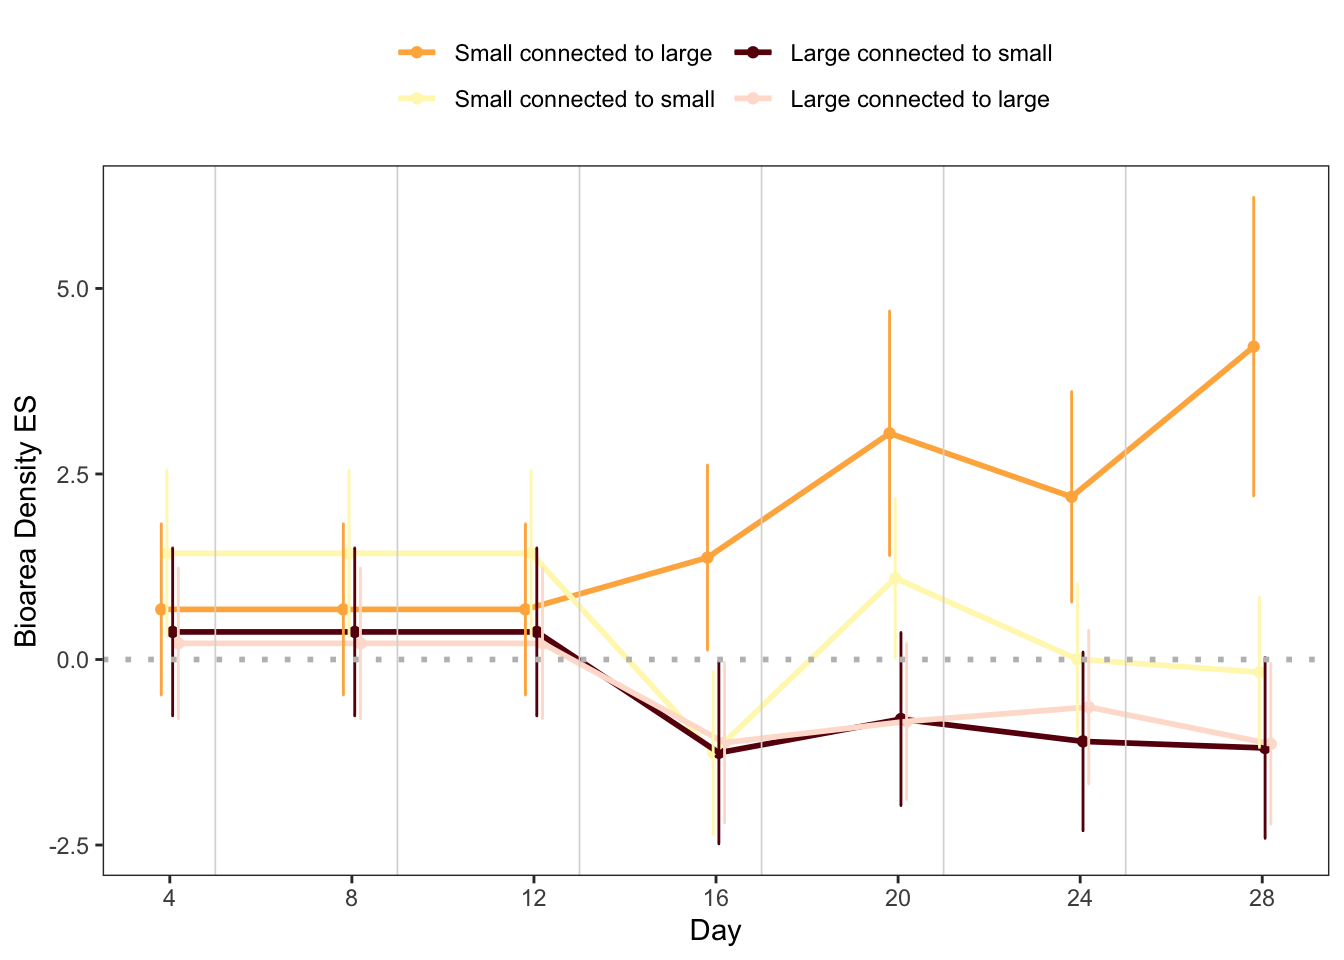 Small connected to large
Large connected to small
Small connected to small
Large connected to large
Bioarea Density ES
5.0
2.5
0.0
-2.5
4 8 12 16 20 24 28
Day